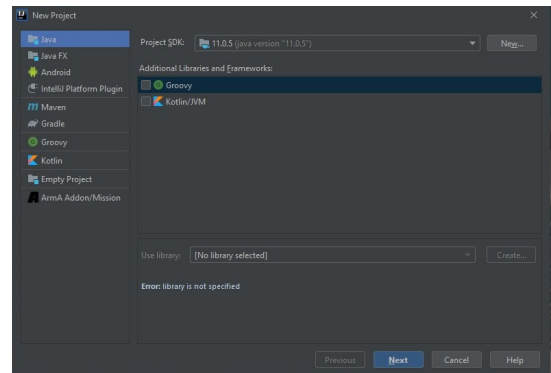 New Project
Java
Java FX
Android
IntelliJ Platform Plugin
Maven
Gradle
Groovy
Kotlin
Empty Project
ArmA Addon/Mission
Project SDK: 11.0.5 (java version "11.0.5") New...
Additional Libraries and Frameworks:
Groovy
Kotlin/JVM
Use library: [No library selected] Create...
Error: library is not specified
Previous Next Cancel Help